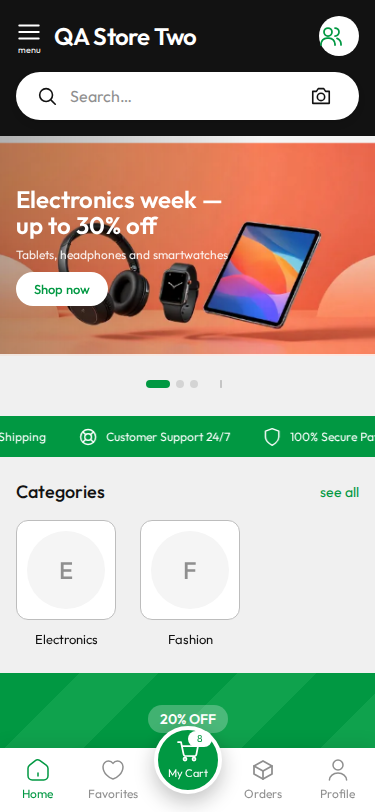 menu
QA Store Two
Search...
Electronics week —
up to 30% off
Tablets, headphones and smartwatches
Shop now
Shipping
Customer Support 24/7
100% Secure Pa
Categories
see all
E
F
Electronics
Fashion
20% OFF
8
My Cart
Home
Favorites
Orders
Profile